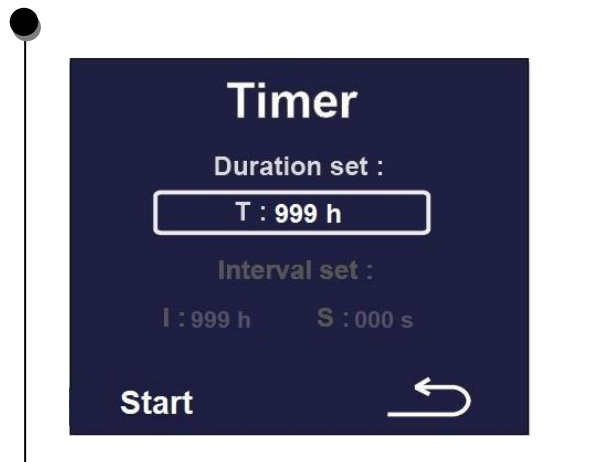 Timer
Duration set :
T : 999 h
Interval set :
I : 999 h S : 000 s
Start